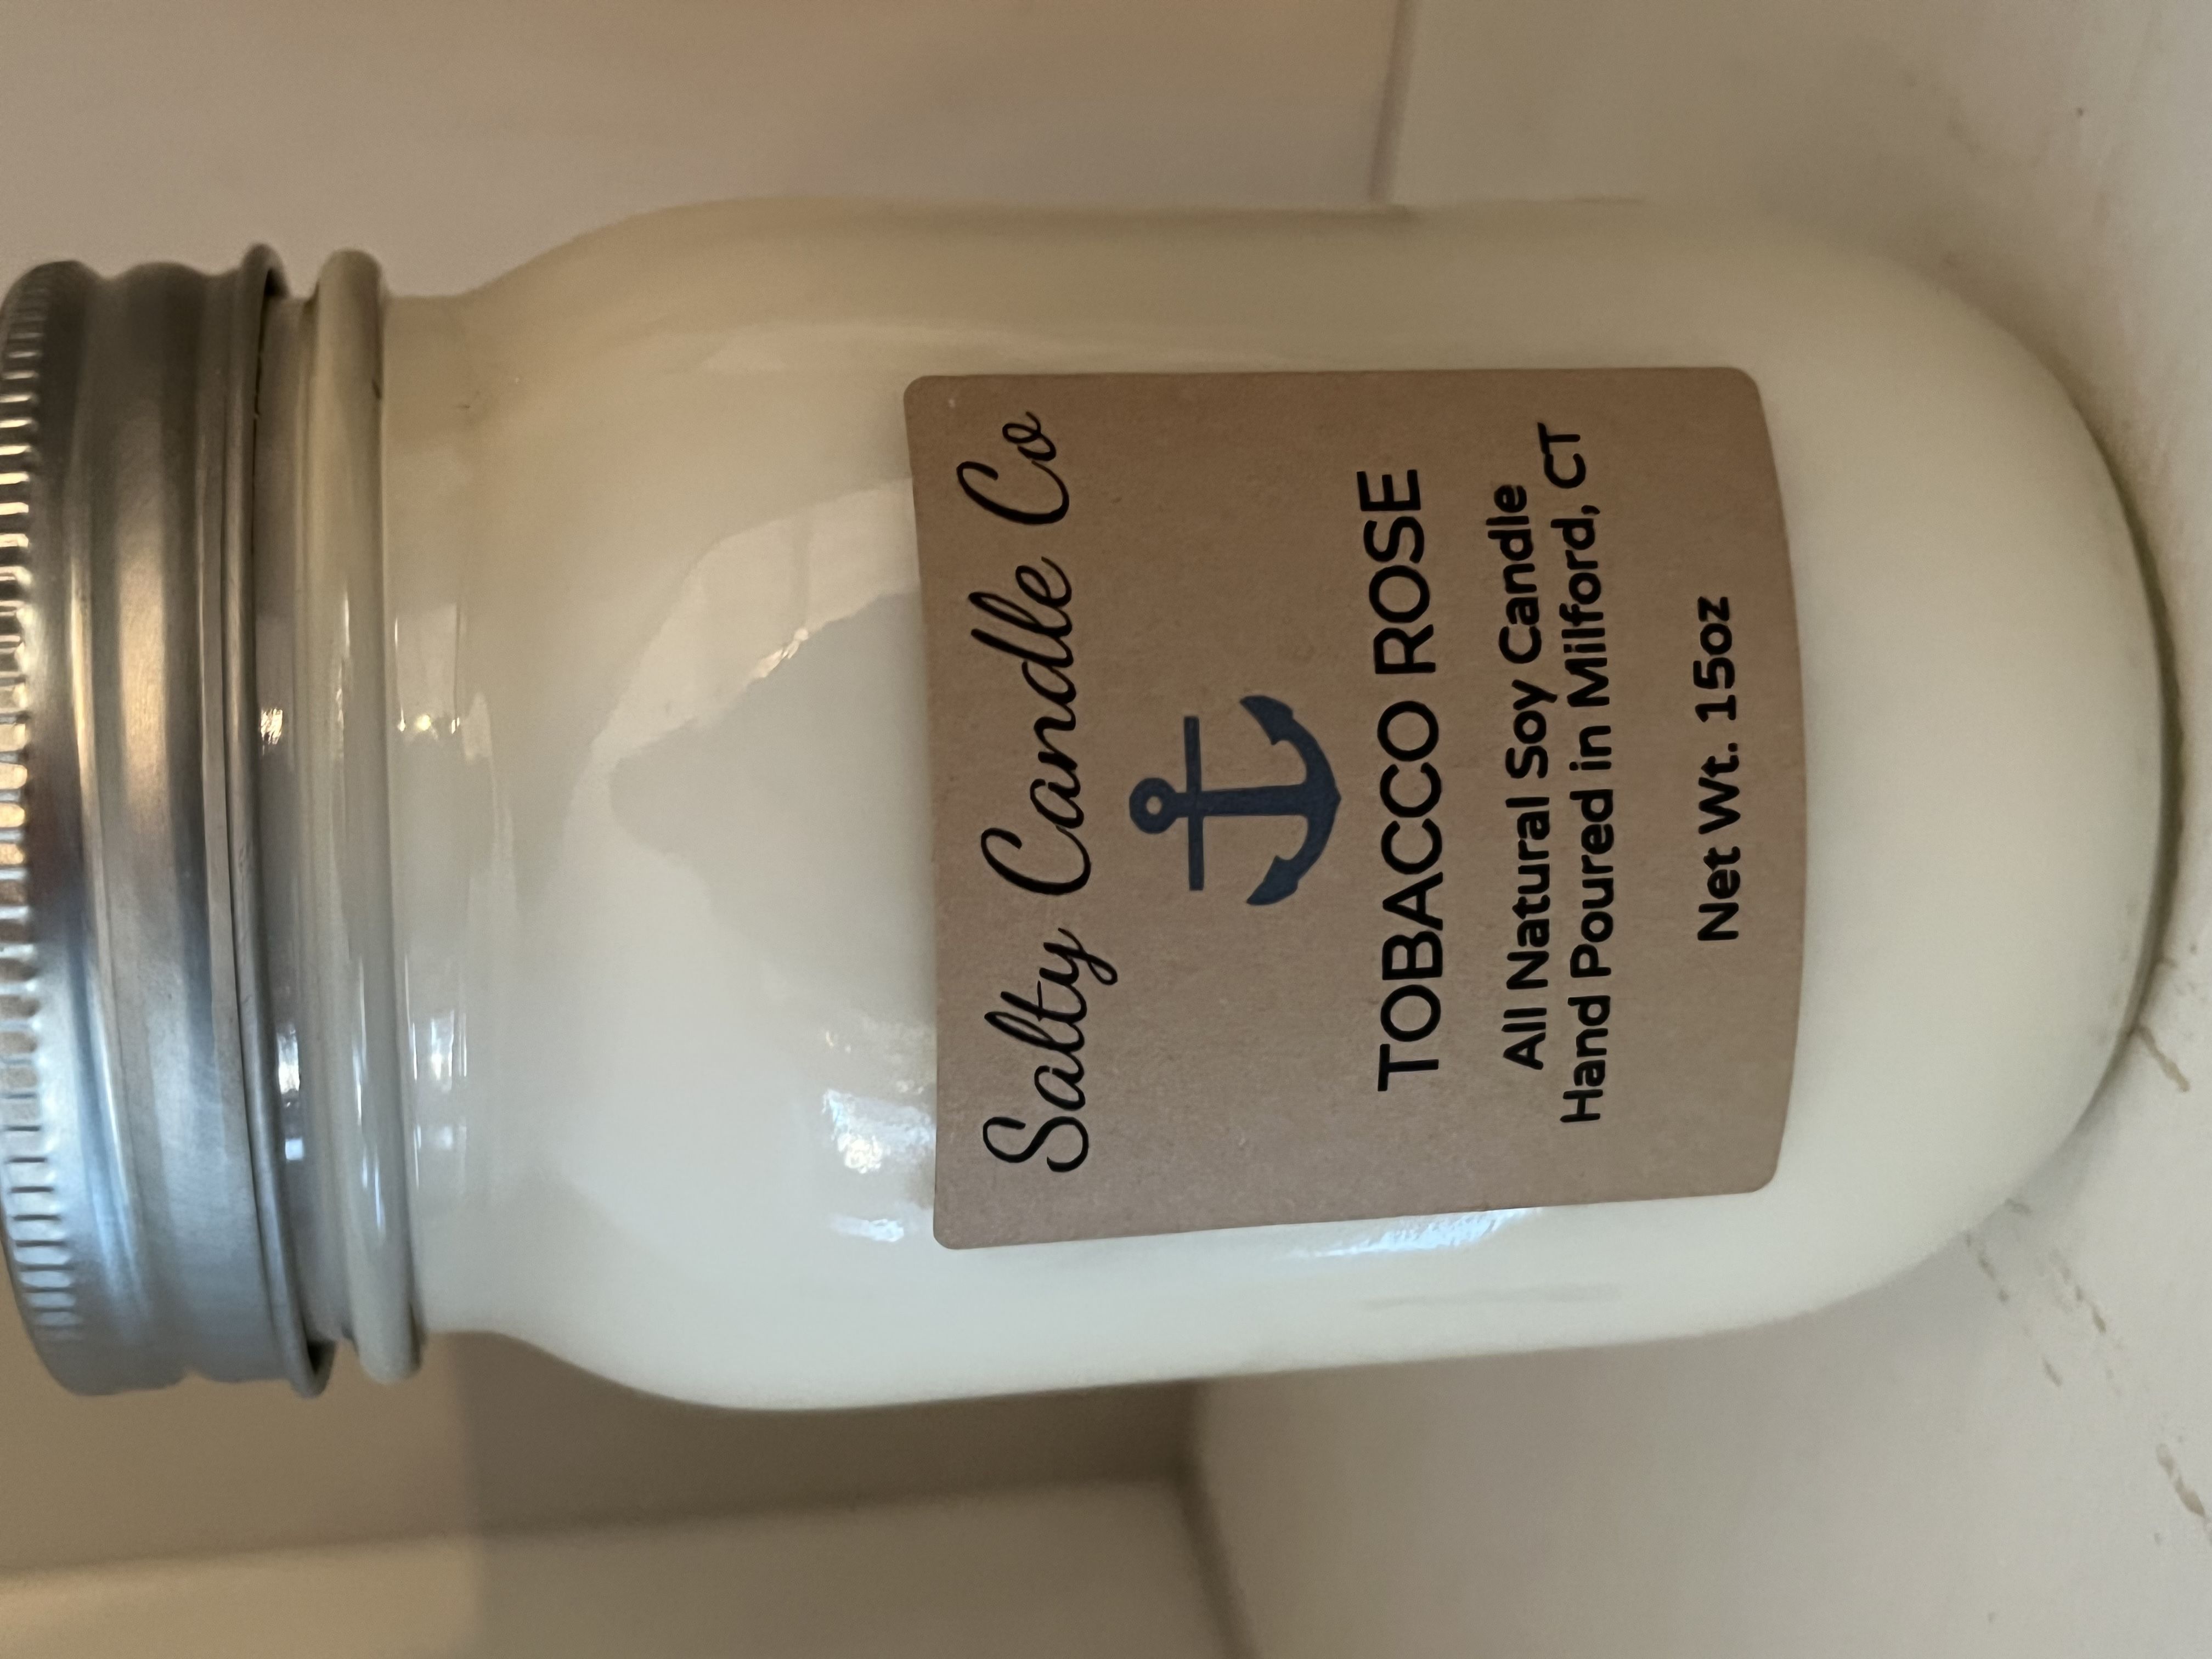 Salty Candle Co
TOBACCO ROSE
All Natural Soy Candle
Hand Poured in Milford, CT
Net Wt. 15oz